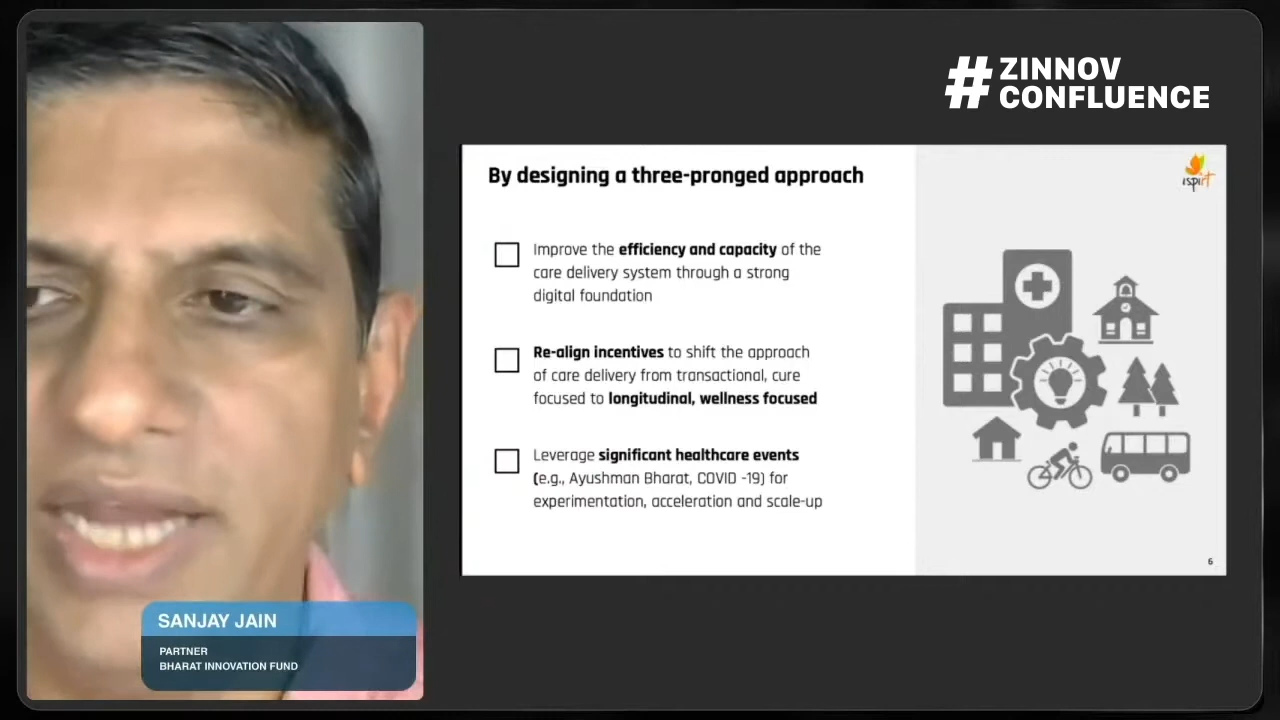 # ZINNOV
CONFLUENCE
By designing a three-pronged approach
ispirt
Improve the efficiency and capacity of the
care delivery system through a strong
digital foundation
Re-align incentives to shift the approach
of care delivery from transactional, cure
focused to longitudinal, wellness focused
Leverage significant healthcare events
(e.g., Ayushman Bharat, COVID -19) for
experimentation, acceleration and scale-up
6
SANJAY JAIN
PARTNER
BHARAT INNOVATION FUND